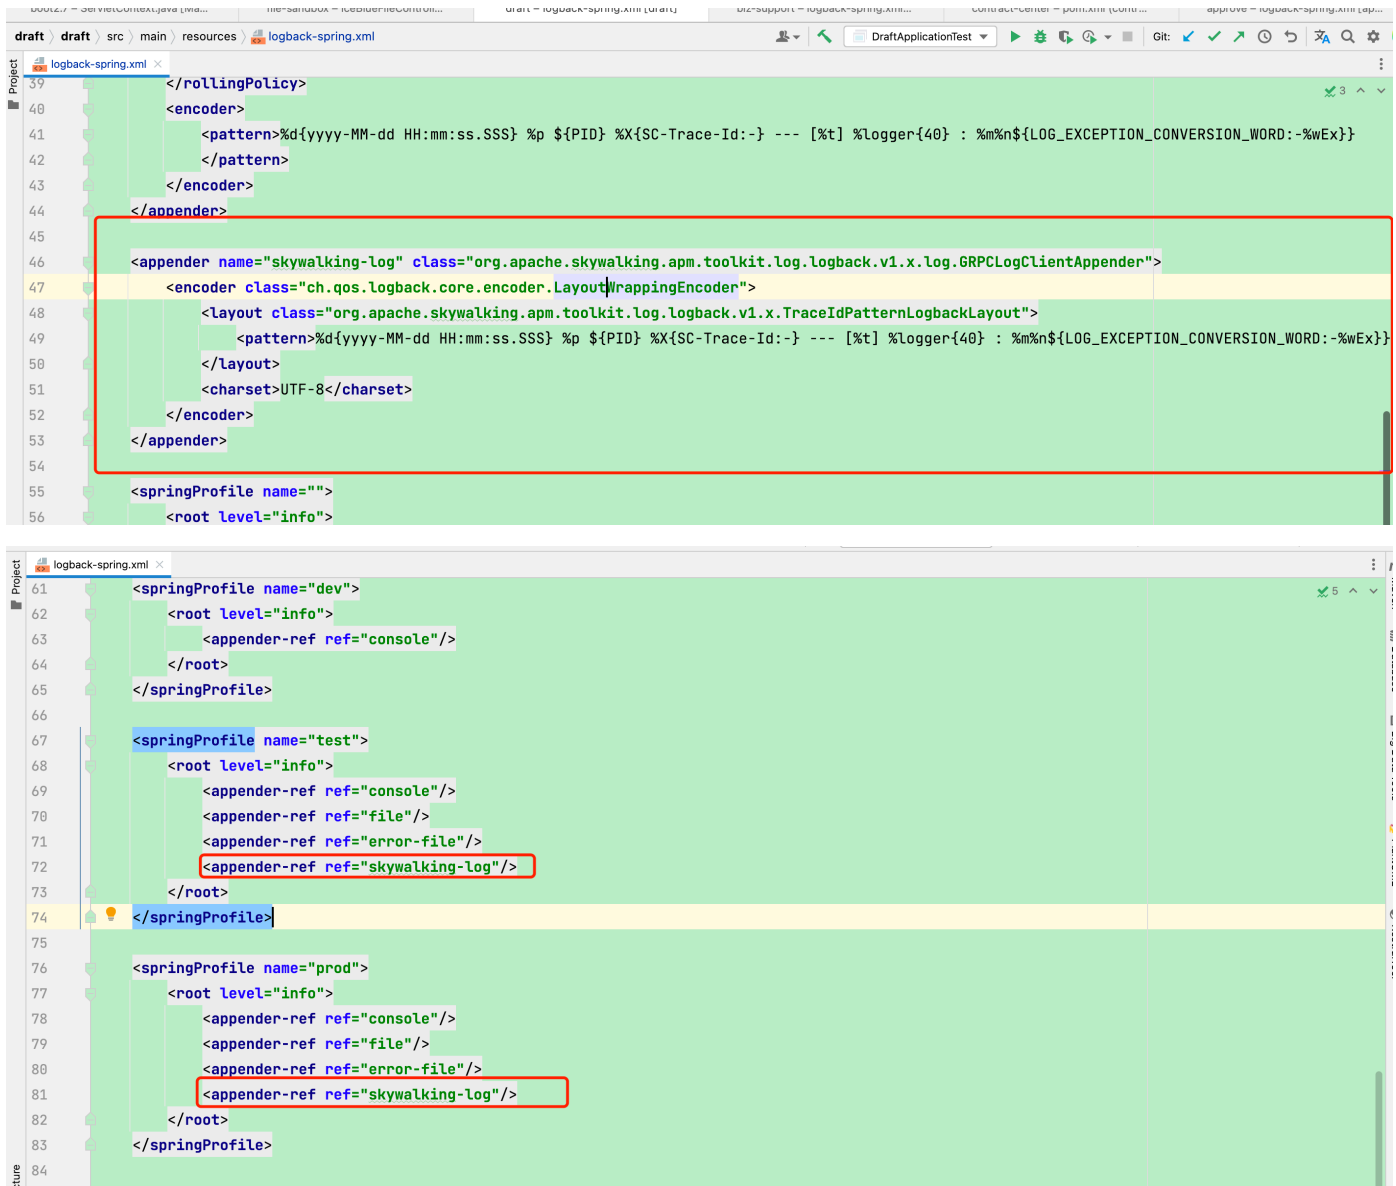 draft draft src main resources logback-spring.xml DraftApplicationTest Git:
logback-spring.xml
Project
3
39 </rollingPolicy>
40 <encoder>
41 <pattern>%d{yyyy-MM-dd HH:mm:ss.SSS} %p ${PID} %X{SC-Trace-Id:-} --- [%t] %logger{40} : %m%n${LOG_EXCEPTION_CONVERSION_WORD:-%wEx}}
42 </pattern>
43 </encoder>
44 </appender>
45
46 <appender name="skywalking-log" class="org.apache.skywalking.apm.toolkit.log.logback.v1.x.log.GRPCLogClientAppender">
47 <encoder class="ch.qos.logback.core.encoder.LayoutWrappingEncoder">
48 <layout class="org.apache.skywalking.apm.toolkit.log.logback.v1.x.TraceIdPatternLogbackLayout">
49 <pattern>%d{yyyy-MM-dd HH:mm:ss.SSS} %p ${PID} %X{SC-Trace-Id:-} --- [%t] %logger{40} : %m%n${LOG_EXCEPTION_CONVERSION_WORD:-%wEx}}
50 </layout>
51 <charset>UTF-8</charset>
52 </encoder>
53 </appender>
54
55 <springProfile name="">
56 <root level="info">
logback-spring.xml
Project
5
61 <springProfile name="dev">
62 <root level="info">
63 <appender-ref ref="console"/>
64 </root>
65 </springProfile>
66
67 <springProfile name="test">
68 <root level="info">
69 <appender-ref ref="console"/>
70 <appender-ref ref="file"/>
71 <appender-ref ref="error-file"/>
72 <appender-ref ref="skywalking-log"/>
73 </root>
74 </springProfile>
75
76 <springProfile name="prod">
77 <root level="info">
78 <appender-ref ref="console"/>
79 <appender-ref ref="file"/>
80 <appender-ref ref="error-file"/>
81 <appender-ref ref="skywalking-log"/>
82 </root>
83 </springProfile>
84